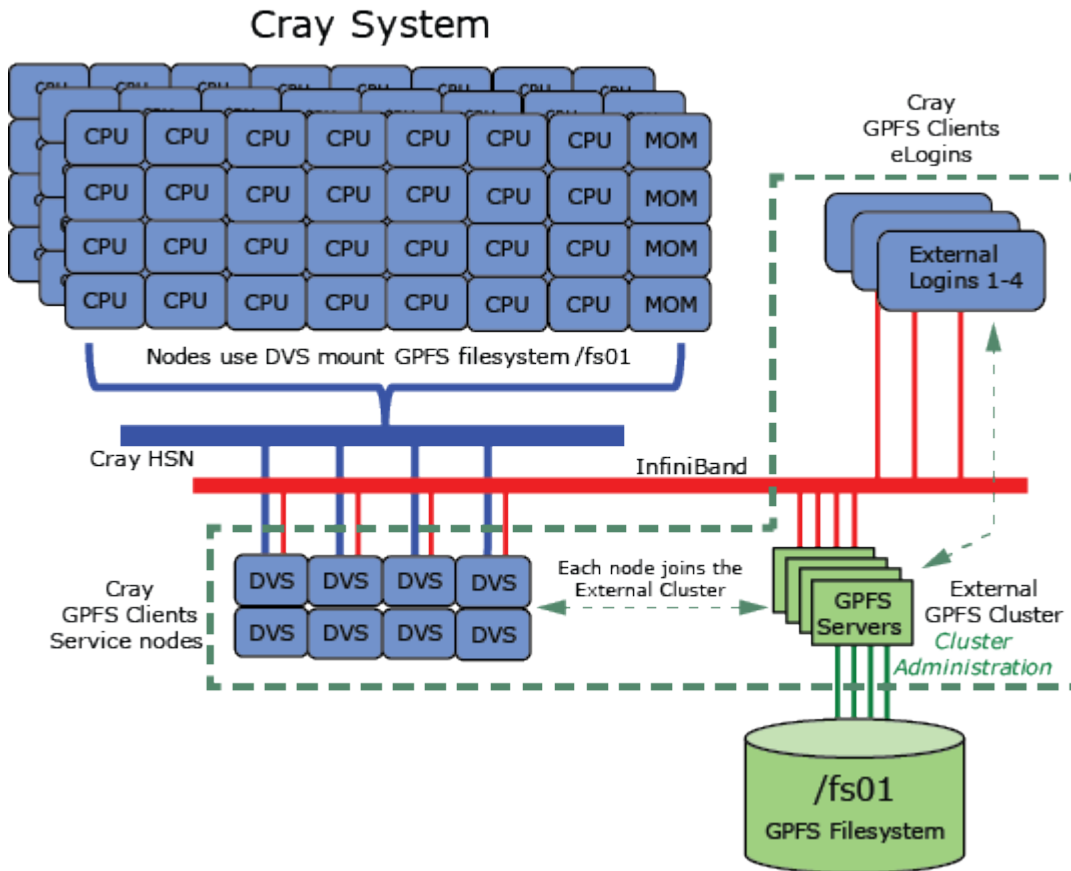 Cray System
CPU CPU CPU CPU CPU CPU CPU MOM
CPU CPU CPU CPU CPU CPU CPU MOM
CPU CPU CPU CPU CPU CPU CPU MOM
CPU CPU CPU CPU CPU CPU CPU MOM
Nodes use DVS mount GPFS filesystem /fs01
Cray
GPFS Clients
eLogins
External
Logins 1-4
Cray HSN
InfiniBand
Cray
GPFS Clients
Service nodes
DVS DVS DVS DVS
DVS DVS DVS DVS
Each node joins the
External Cluster
GPFS
Servers
External
GPFS Cluster
Cluster
Administration
/fs01
GPFS Filesystem